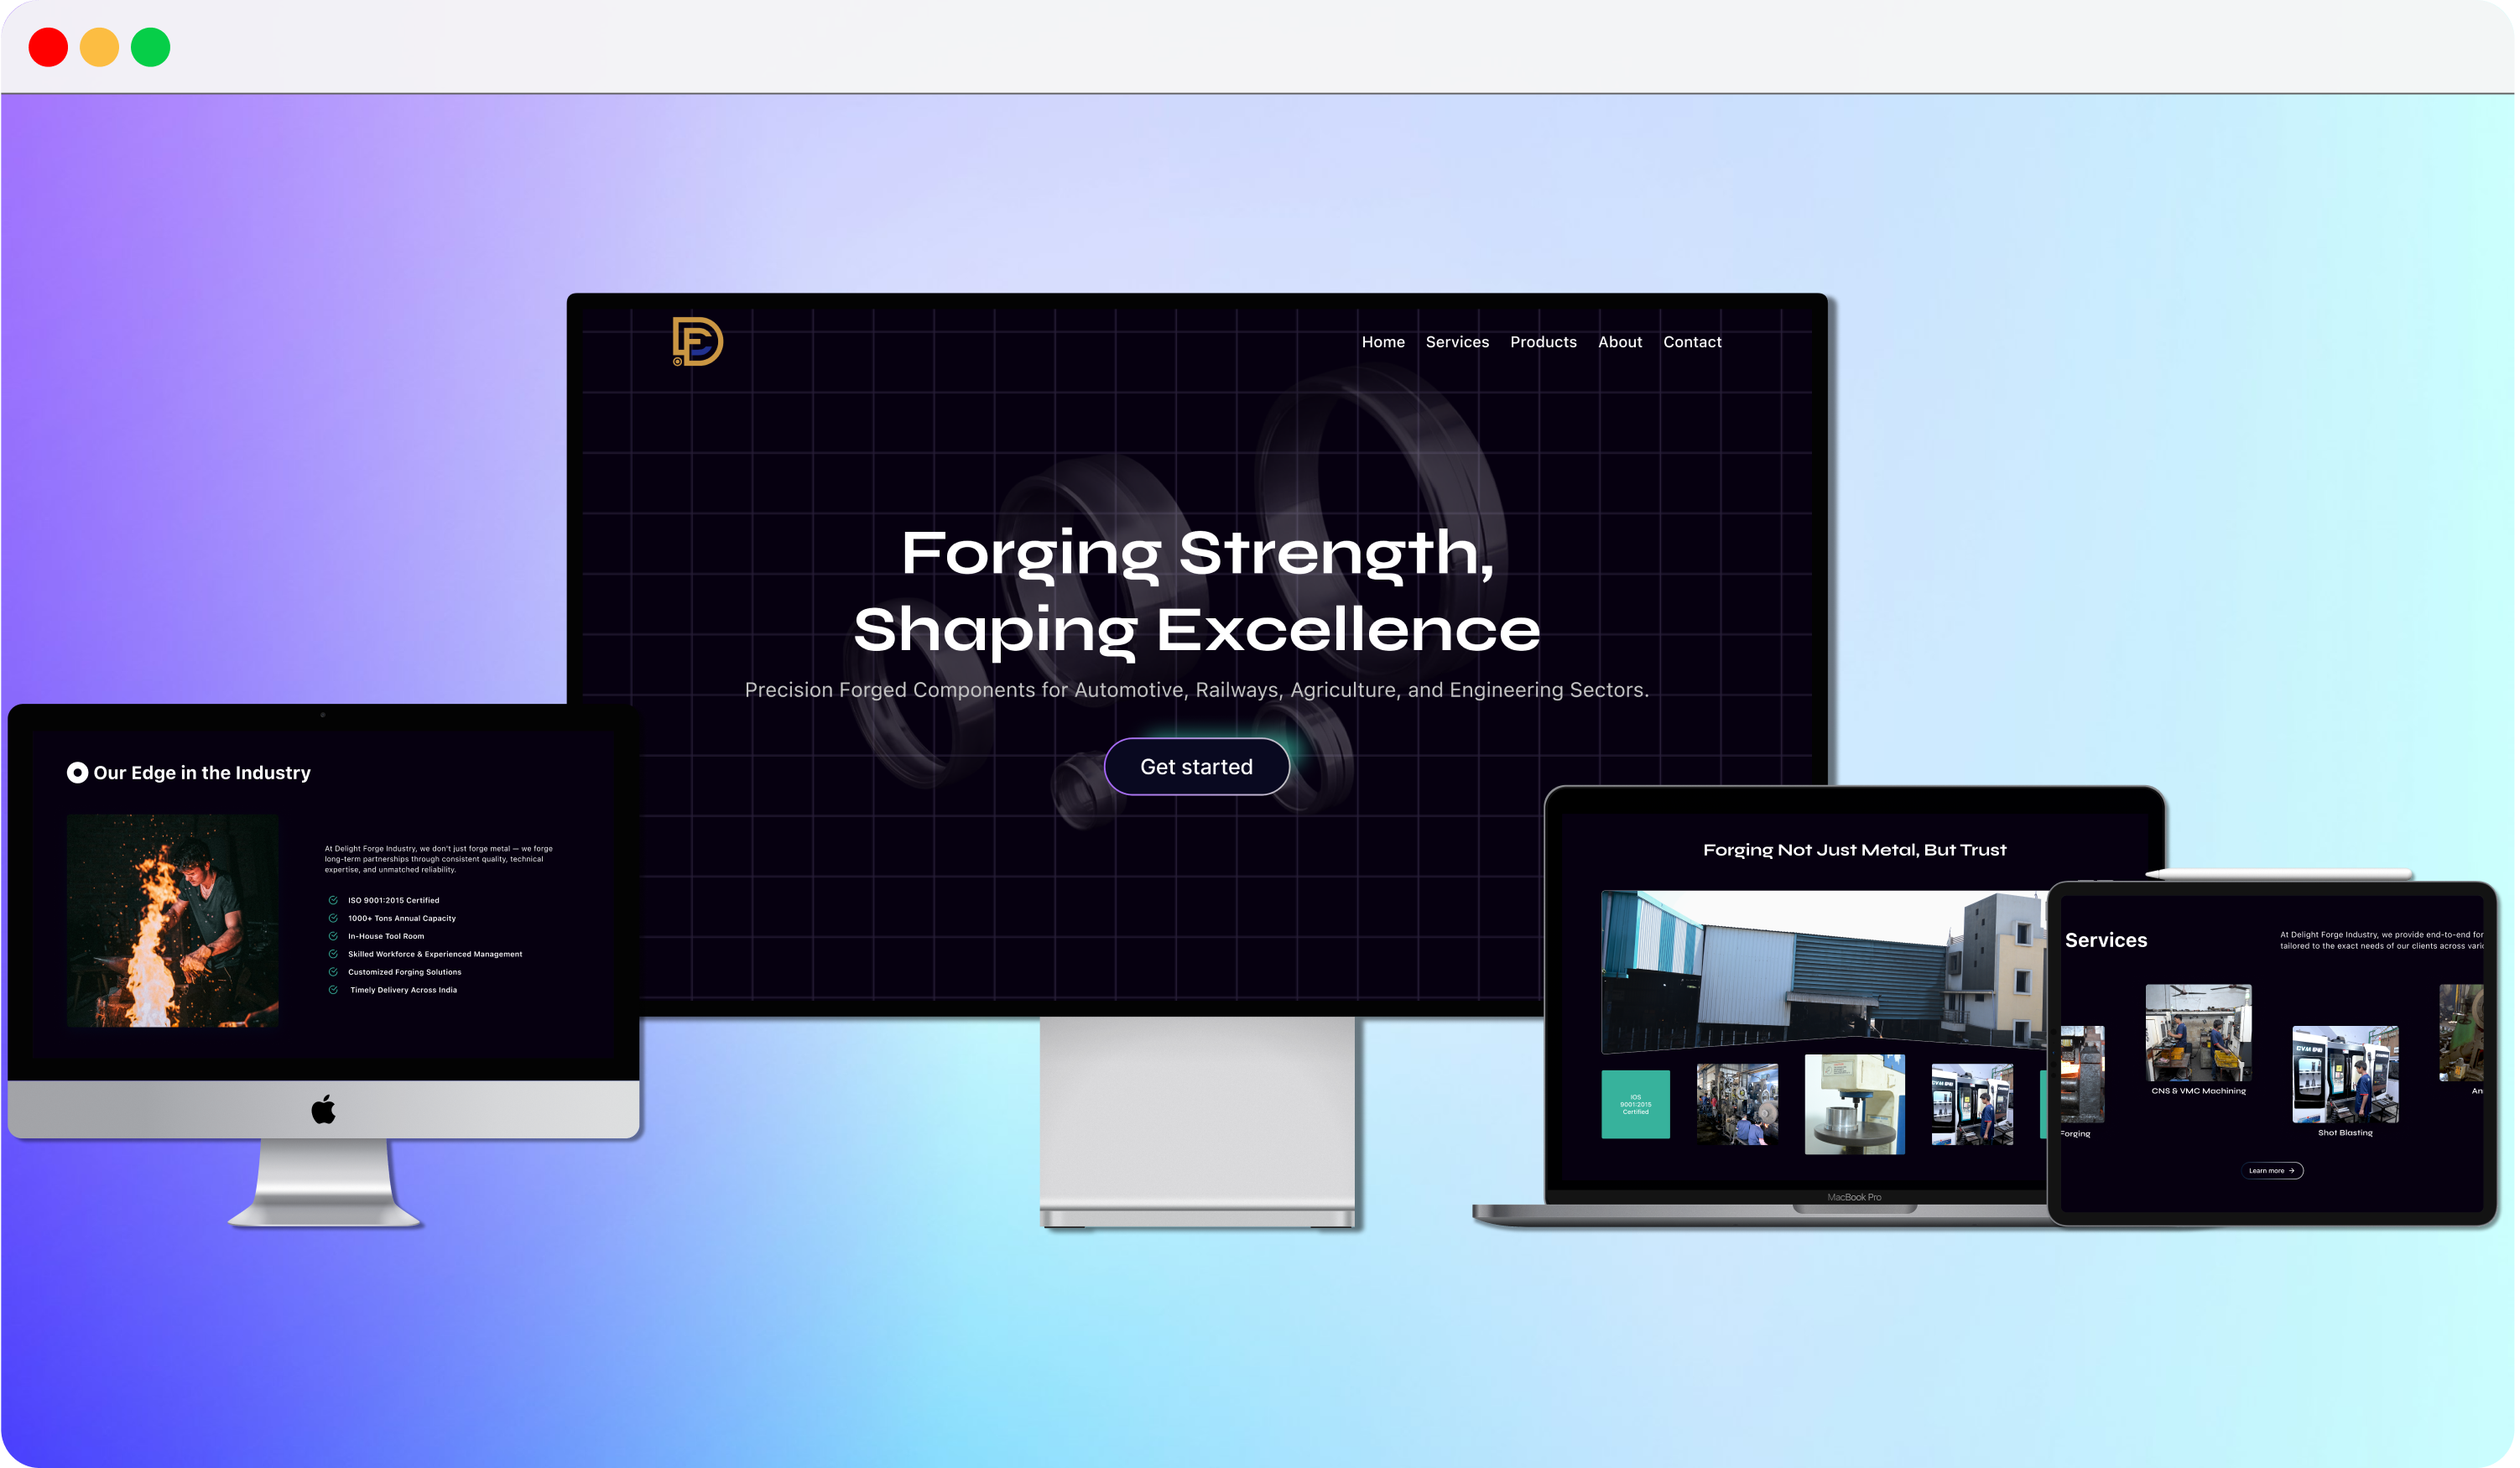 Home Services Products About Contact
Forging Strength,
Shaping Excellence
Precision Forged Components for Automotive, Railways, Agriculture, and Engineering Sectors.
Get started
Our Edge in the Industry
At Delight Forge Industry, we don't just forge metal — we forge
long-term partnerships through consistent quality, technical
expertise, and unmatched reliability.
ISO 9001:2015 Certified
1000+ Tons Annual Capacity
In-House Tool Room
Skilled Workforce & Experienced Management
Customized Forging Solutions
Timely Delivery Across India
Forging Not Just Metal, But Trust
IOS
9001:2015
Certified
MacBook Pro
Services
At Delight Forge Industry, we provide end-to-end for
tailored to the exact needs of our clients across vari
CNS & VMC Machining
An
Forging
Shot Blasting
Learn more →